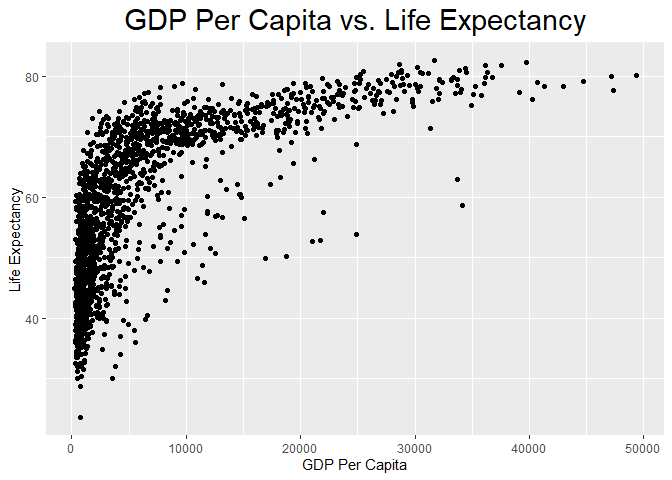 GDP Per Capita vs. Life Expectancy
80
60
40
Life Expectancy
0 10000 20000 30000 40000 50000
GDP Per Capita